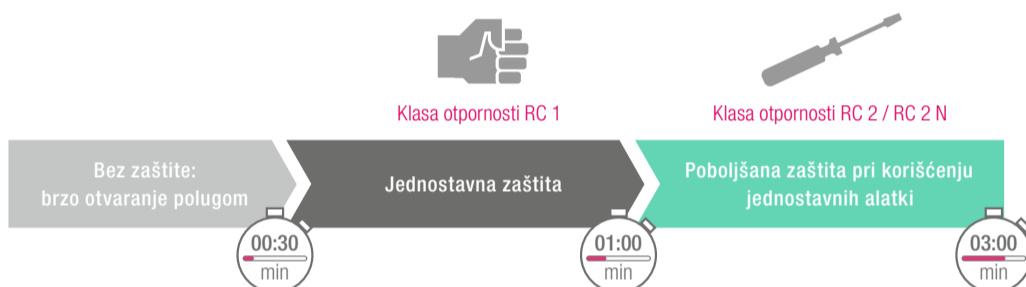 Klasa otpornosti RC 1
Klasa otpornosti RC 2 / RC 2 N
Bez zaštite:
brzo otvaranje polugom
Jednostavna zaštita
Poboljšana zaštita pri korišćenju
jednostavnih alatki
00:30
min
01:00
min
03:00
min